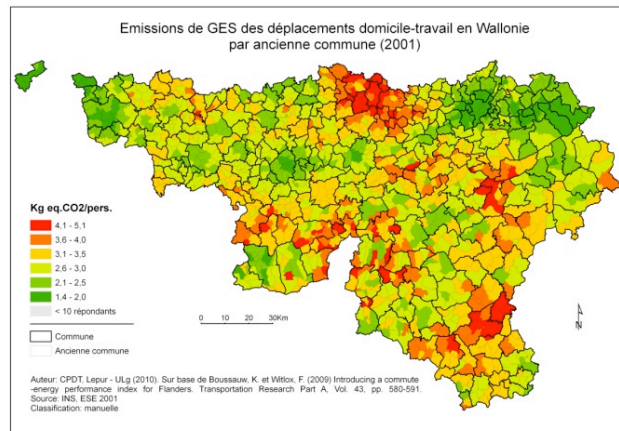 Emissions de GES des déplacements domicile-travail en Wallonie
par ancienne commune (2001)
Kg eq.CO2/pers.
4,1 - 5,1
3,6 - 4,0
3,1 - 3,5
2,6 - 3,0
2,1 - 2,5
1,4 - 2,0
< 10 répondants
Commune
Ancienne commune
0 15 30Km
N
Auteur: CPDT, Lepur - ULg (2010). Sur base de Boussauw, K. et Witlox, F. (2009) Introducing a commute
-energy performance index for Flanders. Transportation Research Part A, Vol. 43, pp. 580-591.
Source: INS, ESE 2001
Classification: manuelle